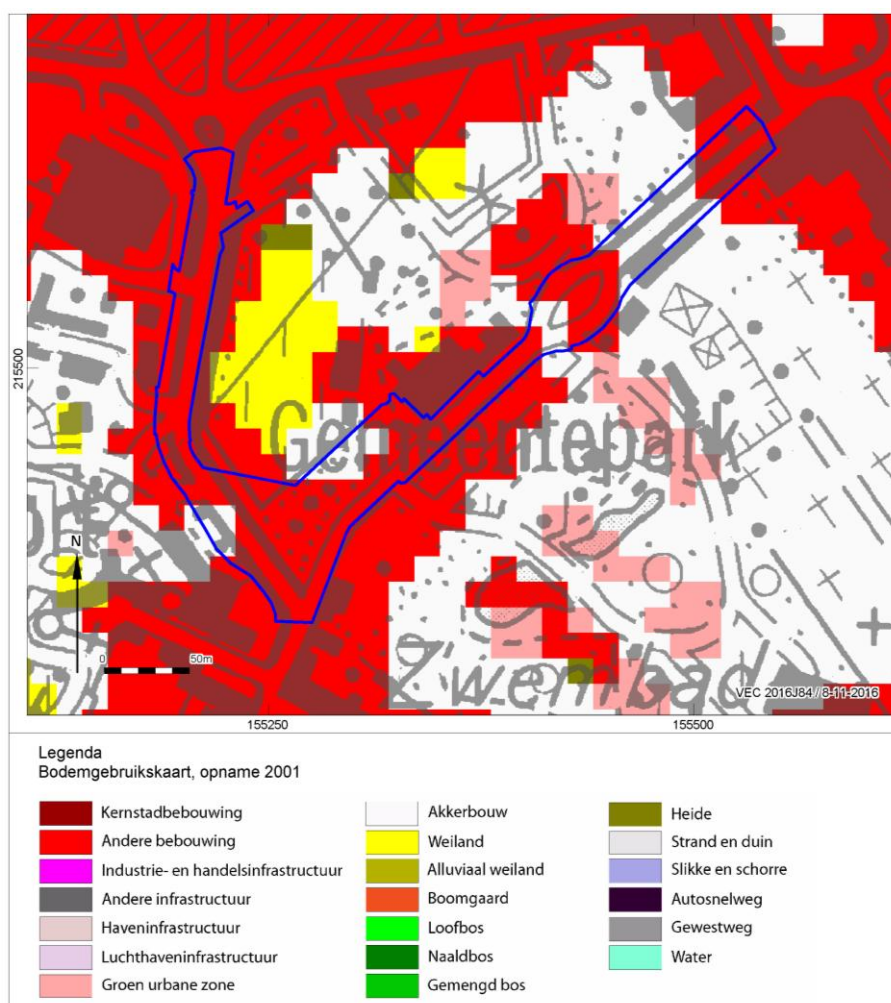 Gemeentepark
ort
215500
N
0 50m
Zwembad
VEC 2016J84 / 8-11-2016
155250 155500
Legenda
Bodemgebruikskaart, opname 2001
Kernstadbebouwing
Andere bebouwing
Industrie- en handelsinfrastructuur
Andere infrastructuur
Haveninfrastructuur
Luchthaveninfrastructuur
Groen urbane zone
Akkerbouw
Weiland
Alluviaal weiland
Boomgaard
Loofbos
Naaldbos
Gemengd bos
Heide
Strand en duin
Slikke en schorre
Autosnelweg
Gewestweg
Water